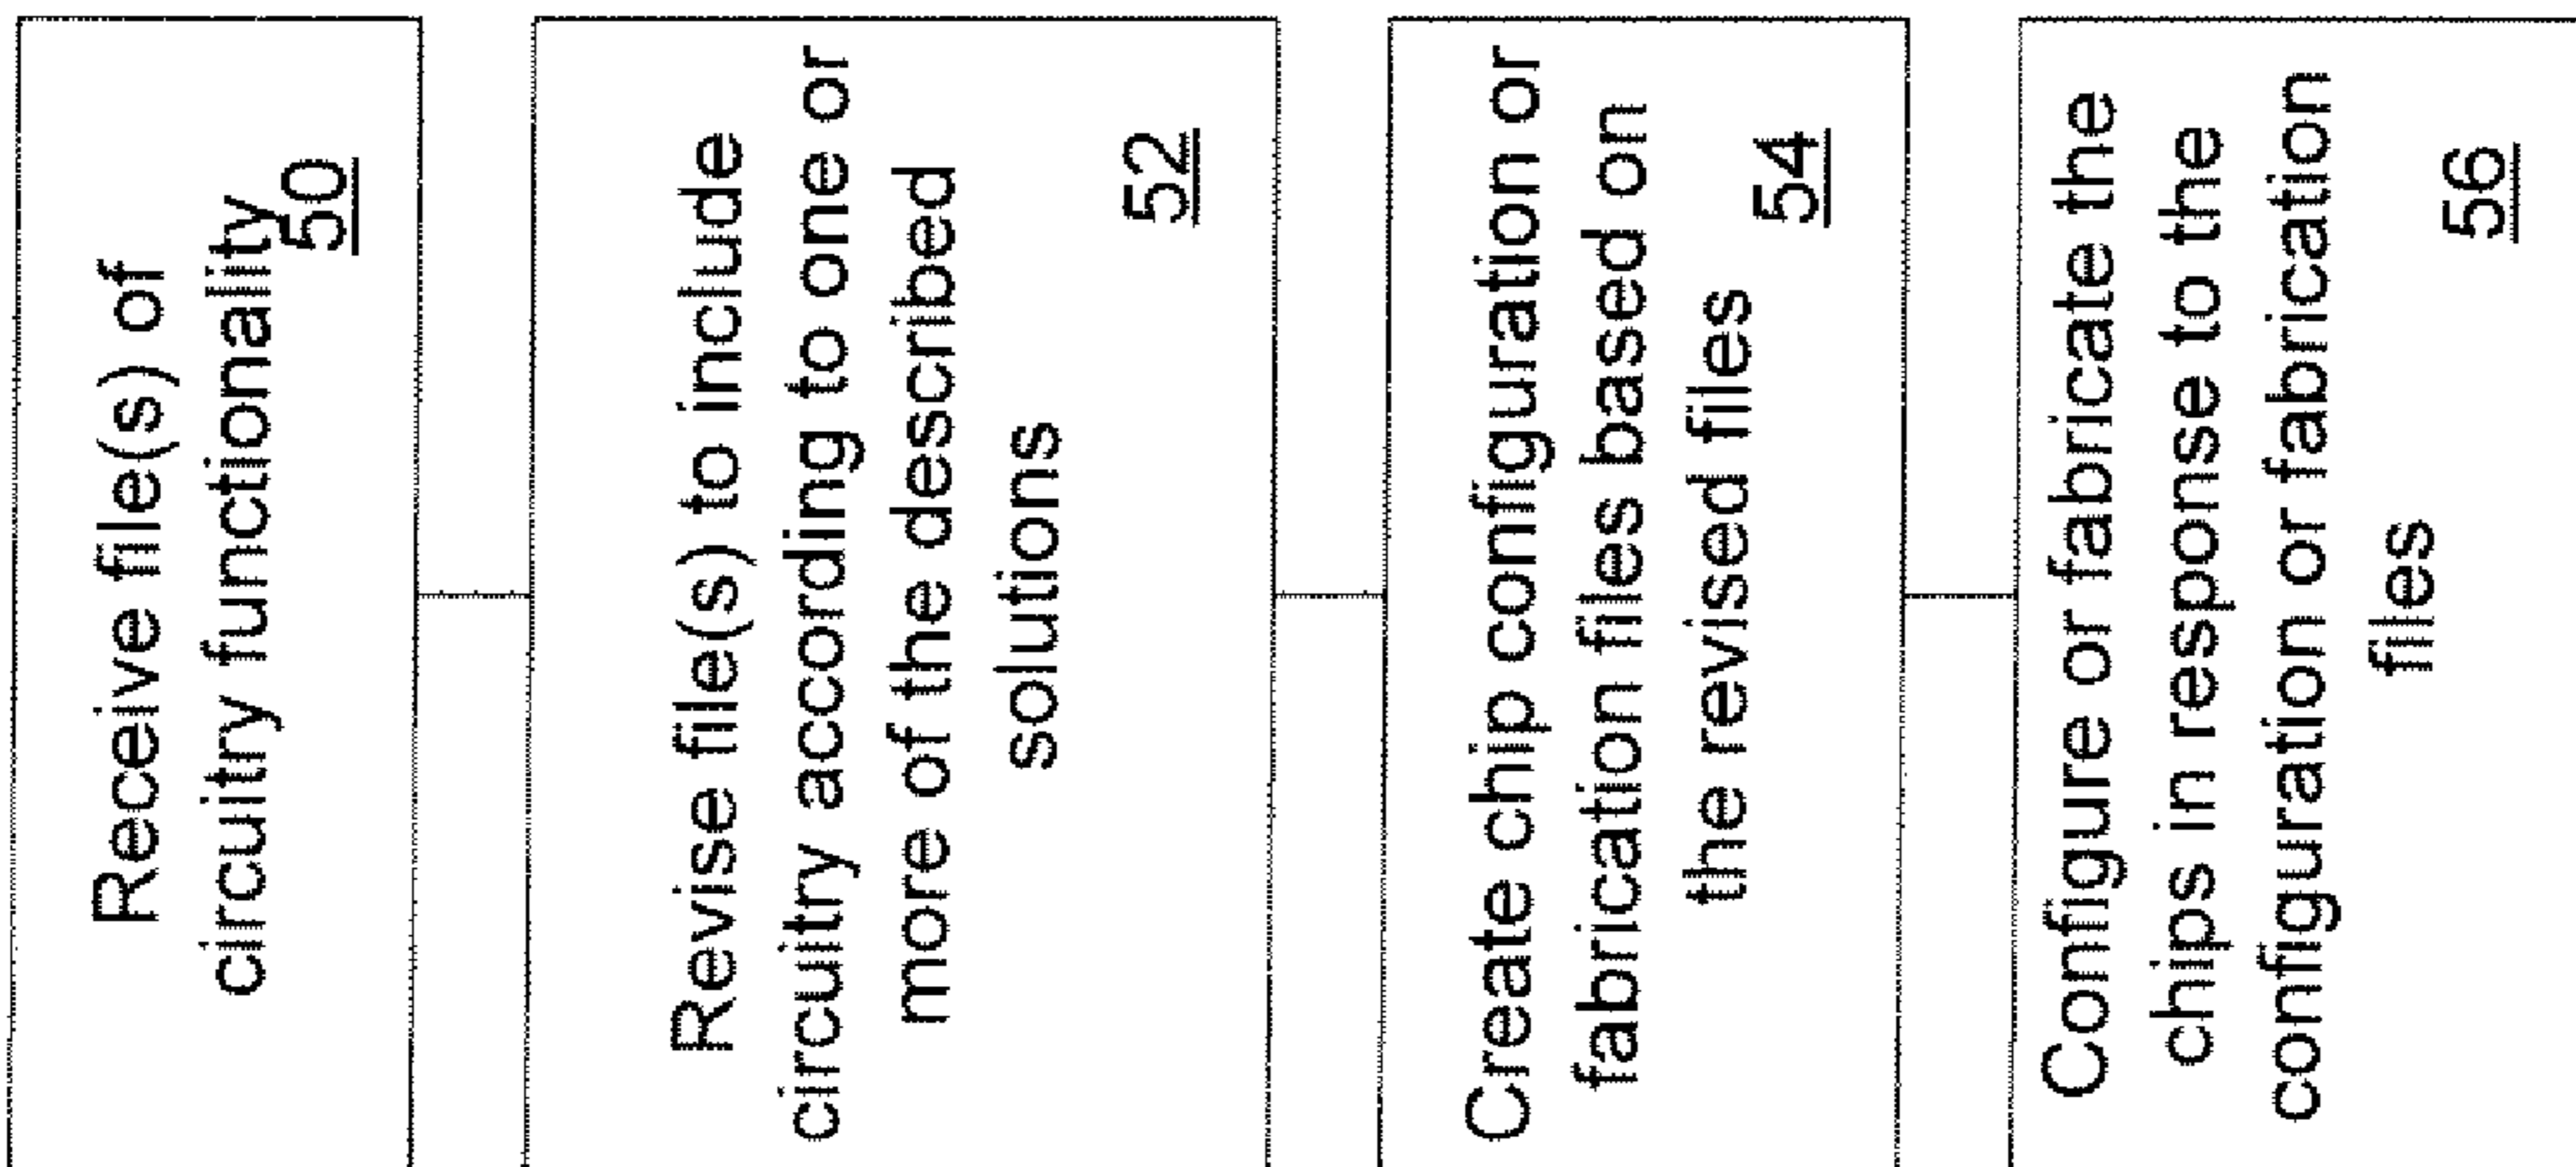 Receive file(s) of
circuitry functionality
50
Revise file(s) to include
circuitry according to one or
more of the described
solutions
52
Create chip configuration or
fabrication files based on
the revised files
54
Configure or fabricate the
chips in response to the
configuration or fabrication
files
56